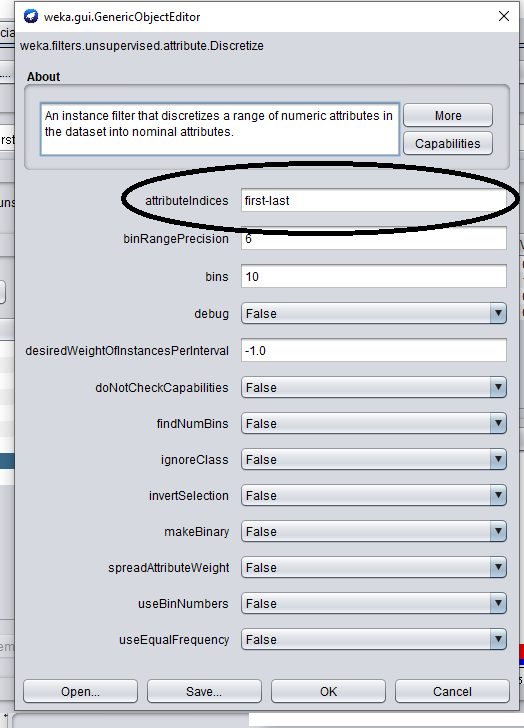 weka.gui.GenericObjectEditor
weka.filters.unsupervised.attribute.Discretize
About
An instance filter that discretizes a range of numeric attributes in
the dataset into nominal attributes.
More
Capabilities
attributeIndices first-last
binRangePrecision 6
bins 10
debug False
desiredWeightOfInstancesPerInterval -1.0
doNotCheckCapabilities False
findNumBins False
ignoreClass False
invertSelection False
makeBinary False
spreadAttributeWeight False
useBinNumbers False
useEqualFrequency False
Open... Save... OK Cancel